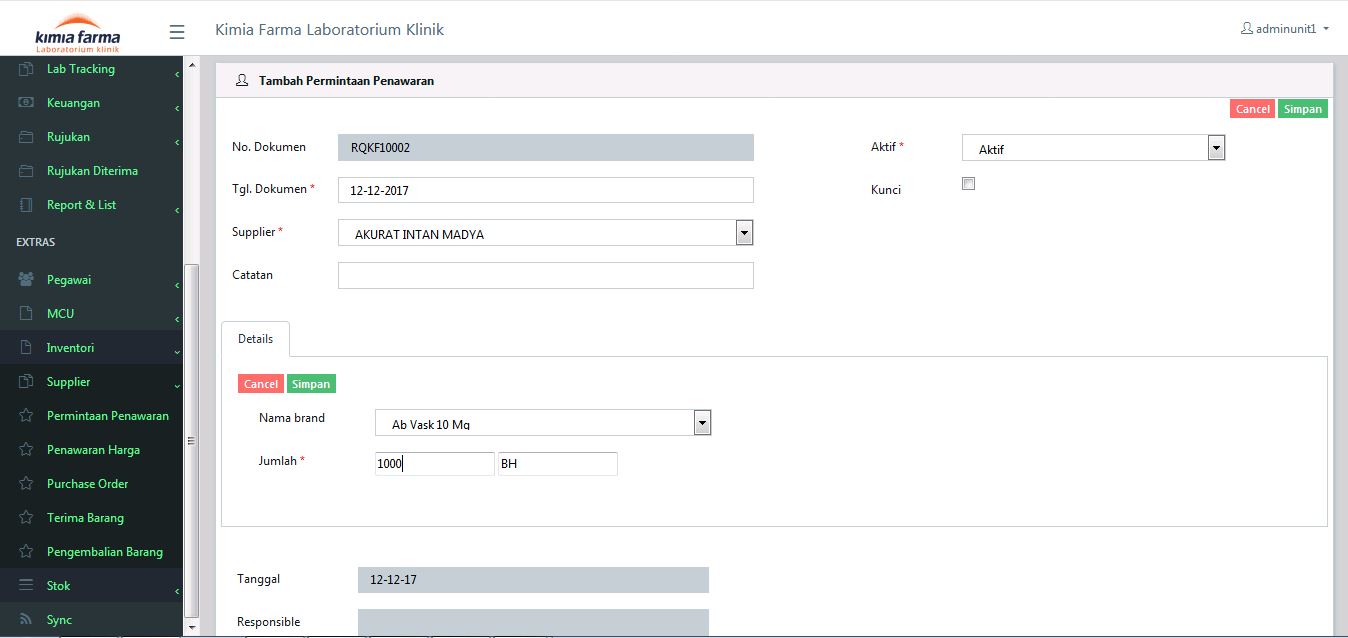 kimia farma
Laboratorium klinik
Kimia Farma Laboratorium Klinik
adminunit1
Lab Tracking
Keuangan
Rujukan
Rujukan Diterima
Report & List
EXTRAS
Pegawai
MCU
Inventori
Supplier
Permintaan Penawaran
Penawaran Harga
Purchase Order
Terima Barang
Pengembalian Barang
Stok
Sync
Tambah Permintaan Penawaran
Cancel Simpan
No. Dokumen RQKF10002
Aktif * Aktif
Tgl. Dokumen * 12-12-2017
Kunci
Supplier * AKURAT INTAN MADYA
Catatan
Details
Cancel Simpan
Nama brand Ab Vask 10 Mg
Jumlah * 1000 BH
Tanggal 12-12-17
Responsible